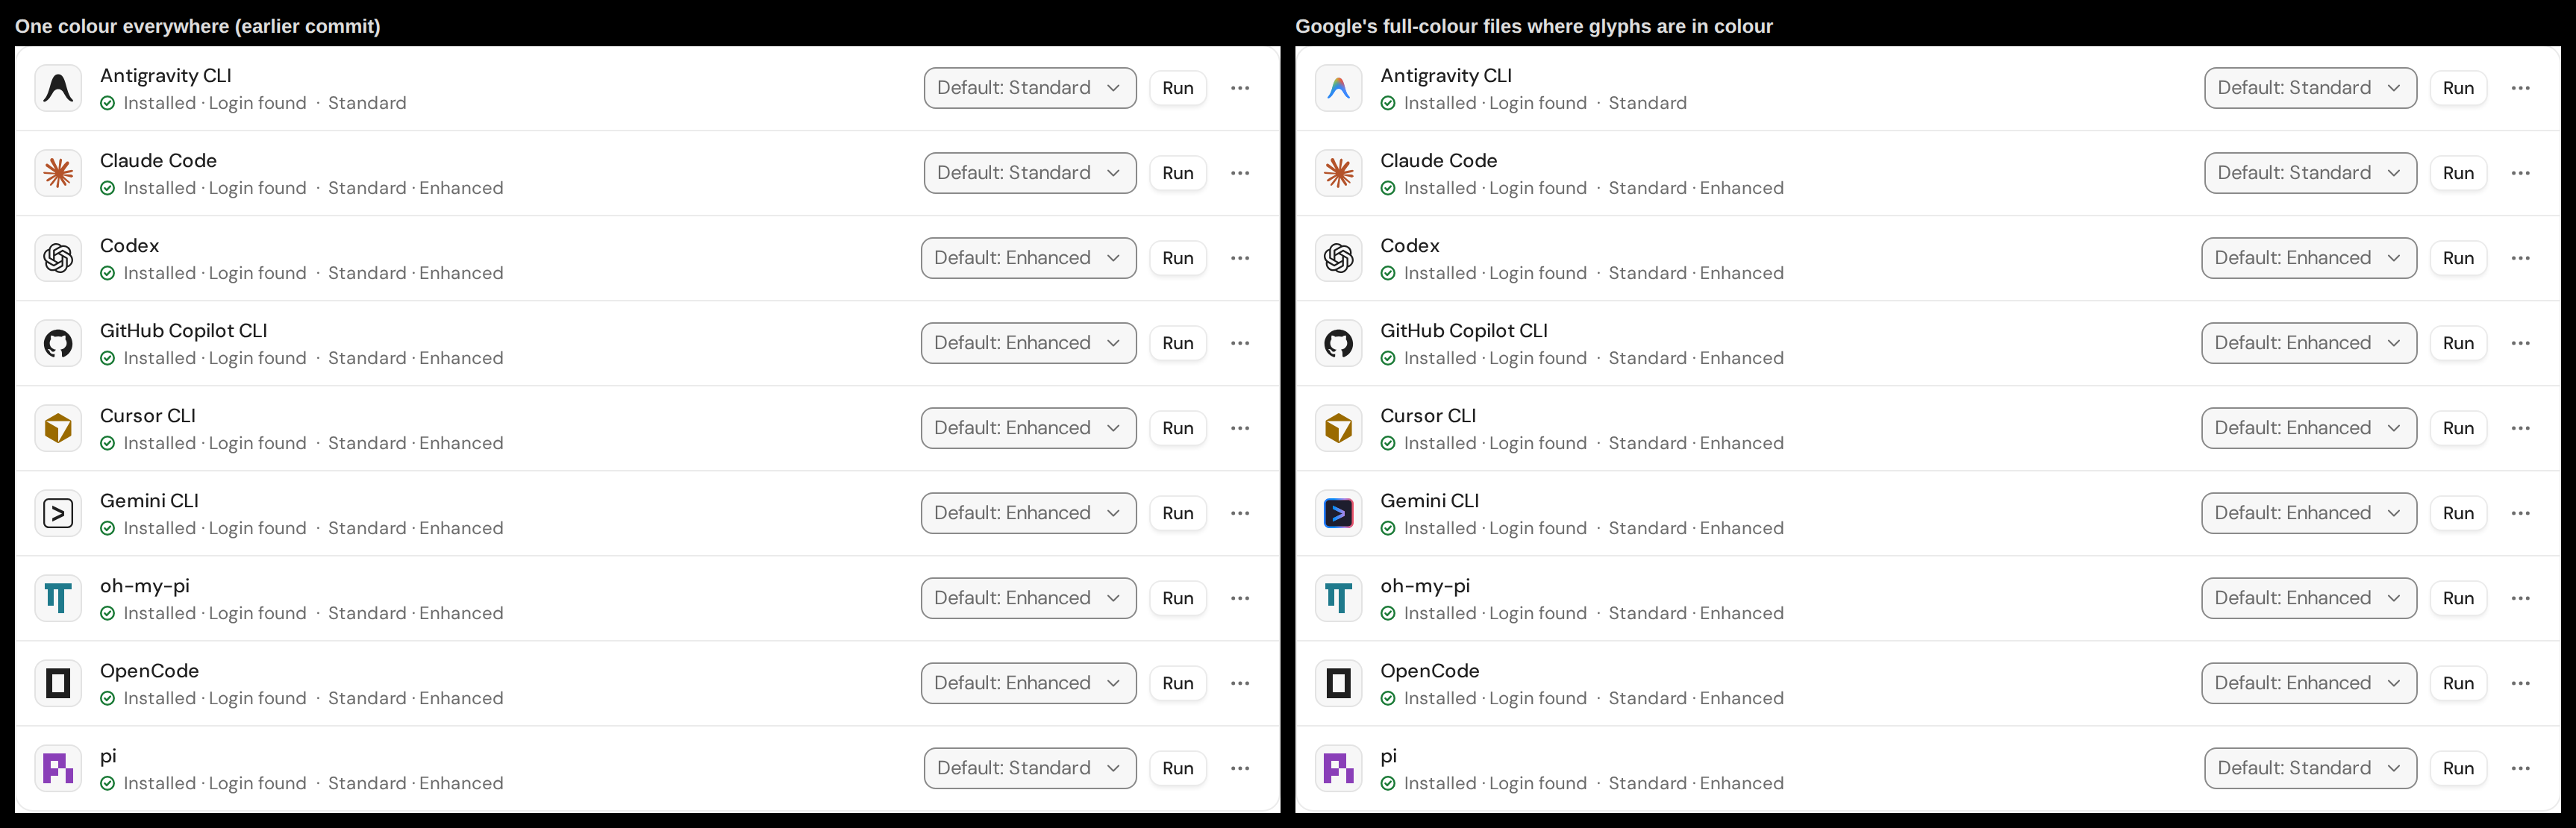 One colour everywhere (earlier commit)
Antigravity CLI
Installed · Login found · Standard
Default: Standard
Run
Claude Code
Installed · Login found · Standard · Enhanced
Default: Standard
Run
Codex
Installed · Login found · Standard · Enhanced
Default: Enhanced
Run
GitHub Copilot CLI
Installed · Login found · Standard · Enhanced
Default: Enhanced
Run
Cursor CLI
Installed · Login found · Standard · Enhanced
Default: Enhanced
Run
Gemini CLI
Installed · Login found · Standard · Enhanced
Default: Enhanced
Run
oh-my-pi
Installed · Login found · Standard · Enhanced
Default: Enhanced
Run
OpenCode
Installed · Login found · Standard · Enhanced
Default: Enhanced
Run
pi
Installed · Login found · Standard · Enhanced
Default: Standard
Run
Google's full-colour files where glyphs are in colour
Antigravity CLI
Installed · Login found · Standard
Default: Standard
Run
Claude Code
Installed · Login found · Standard · Enhanced
Default: Standard
Run
Codex
Installed · Login found · Standard · Enhanced
Default: Enhanced
Run
GitHub Copilot CLI
Installed · Login found · Standard · Enhanced
Default: Enhanced
Run
Cursor CLI
Installed · Login found · Standard · Enhanced
Default: Enhanced
Run
Gemini CLI
Installed · Login found · Standard · Enhanced
Default: Enhanced
Run
oh-my-pi
Installed · Login found · Standard · Enhanced
Default: Enhanced
Run
OpenCode
Installed · Login found · Standard · Enhanced
Default: Enhanced
Run
pi
Installed · Login found · Standard · Enhanced
Default: Standard
Run